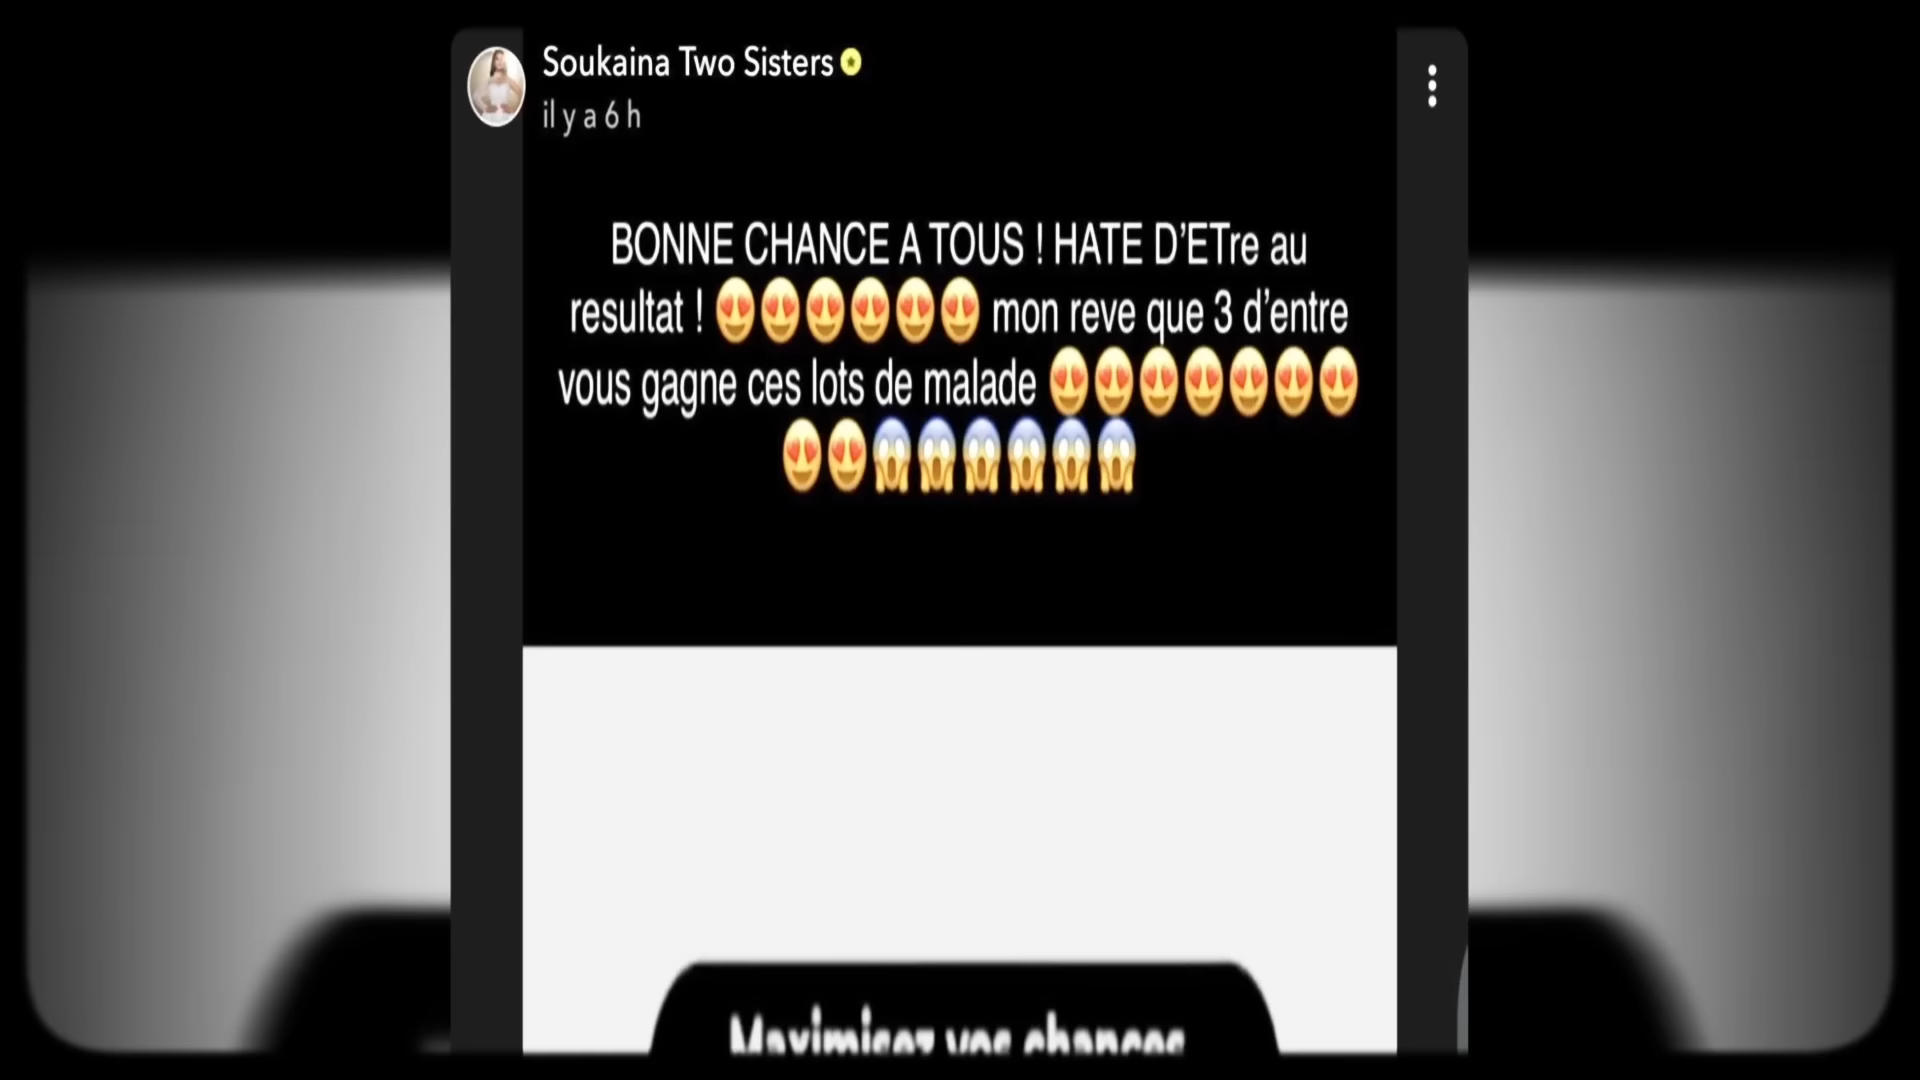 Soukaina Two Sisters
il y a 6 h
BONNE CHANCE A TOUS ! HATE D'ETre au
resultat ! 😍😍😍😍😍😍 mon reve que 3 d'entre
vous gagne ces lots de malade 😍😍😍😍😍😍😍
😍😍😱😱😱😱😱😱
Maximisez vos chances